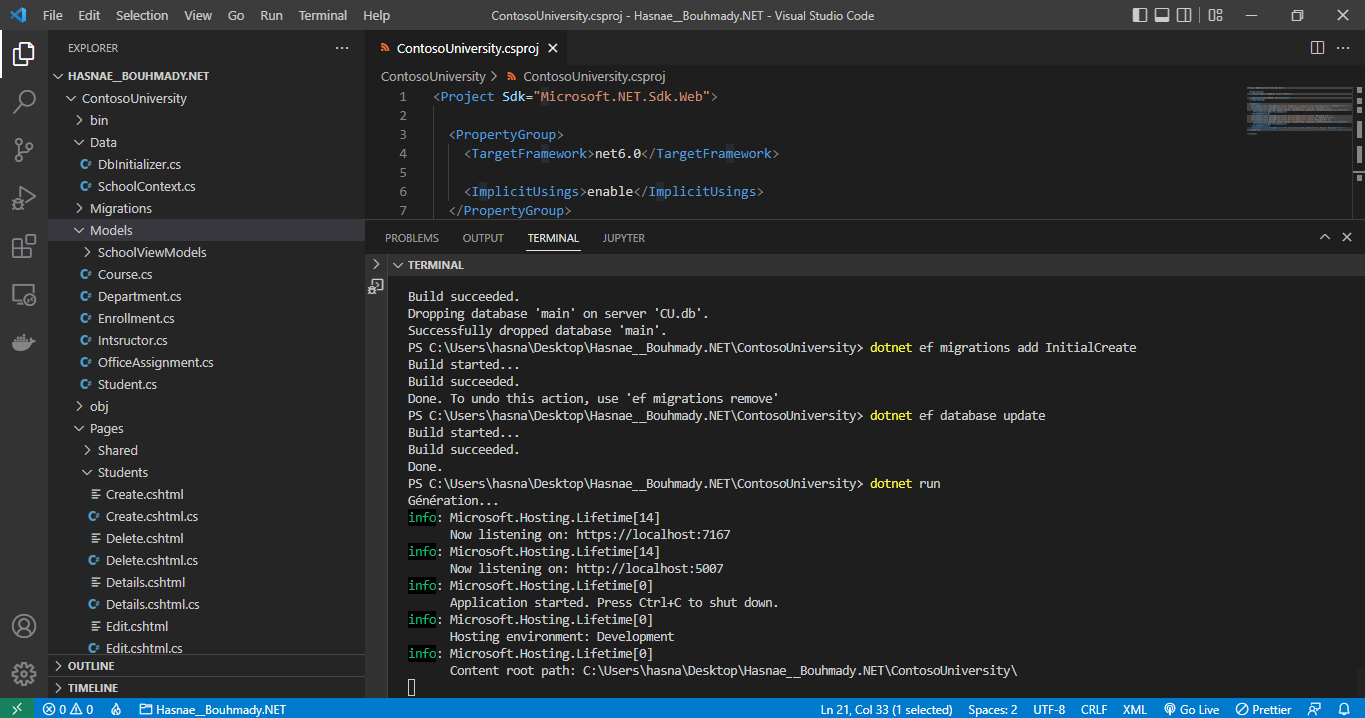 File Edit Selection View Go Run Terminal Help ContosoUniversity.csproj - Hasnae__Bouhmady.NET - Visual Studio Code
EXPLORER
HASNAE__BOUHMADY.NET
ContosoUniversity
bin
Data
DbInitializer.cs
SchoolContext.cs
Migrations
Models
SchoolViewModels
Course.cs
Department.cs
Enrollment.cs
Intsructor.cs
OfficeAssignment.cs
Student.cs
obj
Pages
Shared
Students
Create.cshtml
Create.cshtml.cs
Delete.cshtml
Delete.cshtml.cs
Details.cshtml
Details.cshtml.cs
Edit.cshtml
Edit.cshtml.cs
OUTLINE
TIMELINE
ContosoUniversity.csproj
ContosoUniversity > ContosoUniversity.csproj
1 <Project Sdk="Microsoft.NET.Sdk.Web">
2
3 <PropertyGroup>
4 <TargetFramework>net6.0</TargetFramework>
5
6 <ImplicitUsings>enable</ImplicitUsings>
7 </PropertyGroup>
PROBLEMS OUTPUT TERMINAL JUPYTER
TERMINAL
Build succeeded.
Dropping database 'main' on server 'CU.db'.
Successfully dropped database 'main'.
PS C:\Users\hasna\Desktop\Hasnae__Bouhmady.NET\ContosoUniversity> dotnet ef migrations add InitialCreate
Build started...
Build succeeded.
Done. To undo this action, use 'ef migrations remove'
PS C:\Users\hasna\Desktop\Hasnae__Bouhmady.NET\ContosoUniversity> dotnet ef database update
Build started...
Build succeeded.
Done.
PS C:\Users\hasna\Desktop\Hasnae__Bouhmady.NET\ContosoUniversity> dotnet run
Génération...
info: Microsoft.Hosting.Lifetime[14]
Now listening on: https://localhost:7167
info: Microsoft.Hosting.Lifetime[14]
Now listening on: http://localhost:5007
info: Microsoft.Hosting.Lifetime[0]
Application started. Press Ctrl+C to shut down.
info: Microsoft.Hosting.Lifetime[0]
Hosting environment: Development
info: Microsoft.Hosting.Lifetime[0]
Content root path: C:\Users\hasna\Desktop\Hasnae__Bouhmady.NET\ContosoUniversity\
0 0 Hasnae__Bouhmady.NET Ln 21, Col 33 (1 selected) Spaces: 2 UTF-8 CRLF XML Go Live Prettier